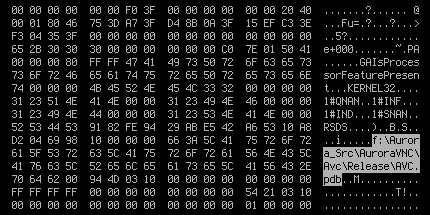 00 00 00 00 00 00 F0 3F 00 00 00 00 00 00 20 40 .......?...... @
00 01 80 46 75 3D A7 3F D4 8B 0A 3F 15 EF C3 3E ...Fu=.?...?...>
F3 04 35 3F 00 00 00 00 00 00 00 00 00 00 00 00 ..5?............
65 2B 30 30 30 00 00 00 00 00 00 C0 7E 01 50 41 e+000.......~.PA
00 00 00 80 FF FF 47 41 49 73 50 72 6F 63 65 73 ......GAIsProces
73 6F 72 46 65 61 74 75 72 65 50 72 65 73 65 6E sorFeaturePresen
74 00 00 00 4B 45 52 4E 45 4C 33 32 00 00 00 00 t...KERNEL32....
31 23 51 4E 41 4E 00 00 31 23 49 4E 46 00 00 00 1#QNAN..1#INF...
31 23 49 4E 44 00 00 00 31 23 53 4E 41 4E 00 00 1#IND...1#SNAN..
52 53 44 53 91 82 FE 94 29 AB E5 42 A6 53 10 A8 RSDS....)..B.S..
D2 04 69 98 10 00 00 00 66 3A 5C 41 75 72 6F 72 ..i.....f:\Auror
61 5F 53 72 63 5C 41 75 72 6F 72 61 56 4E 43 5C a_Src\AuroraVNC\
41 76 63 5C 52 65 6C 65 61 73 65 5C 41 56 43 2E Avc\Release\AVC.
70 64 62 00 94 4D 03 10 00 00 00 00 00 00 00 00 pdb..M..........
FF FF FF FF 00 00 00 00 00 00 00 00 54 21 03 10 ............T!..
00 00 00 00 00 00 00 00 00 00 00 00 01 00 00 00 ................